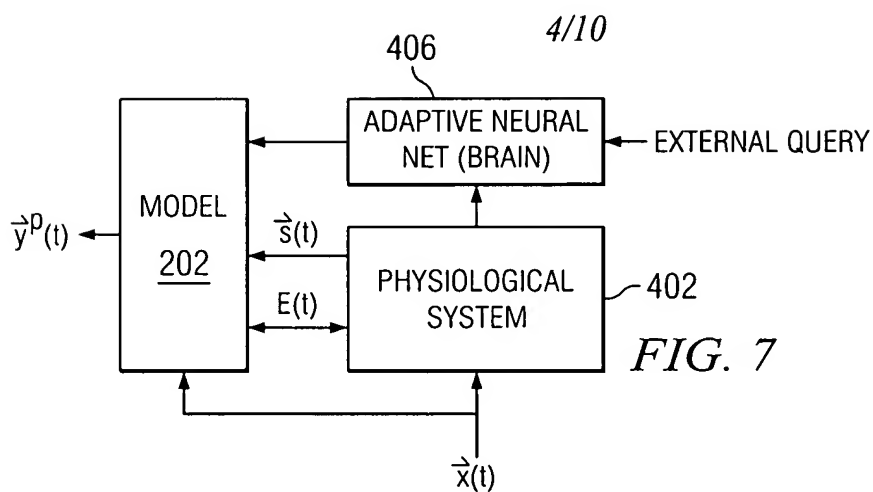 4/10
406
ADAPTIVE NEURAL
NET (BRAIN)
EXTERNAL QUERY
MODEL
202
y⃗ᵖ(t)
s⃗(t)
E(t)
PHYSIOLOGICAL
SYSTEM
402
FIG. 7
x⃗(t)